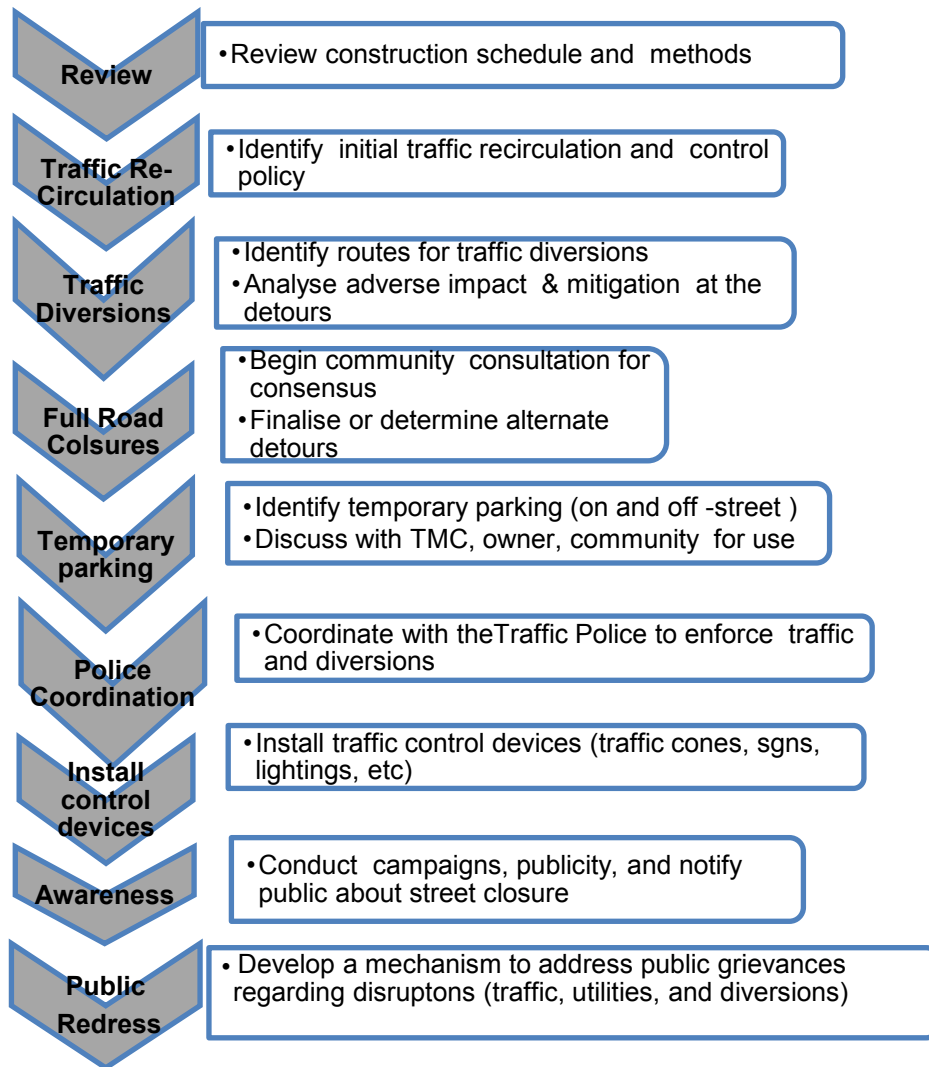 Review
•Review construction schedule and methods
Traffic Re-
Circulation
•Identify initial traffic recirculation and control
policy
Traffic
Diversions
•Identify routes for traffic diversions
•Analyse adverse impact & mitigation at the
detours
Full Road
Colsures
•Begin community consultation for
consensus
•Finalise or determine alternate
detours
Temporary
parking
•Identify temporary parking (on and off -street )
•Discuss with TMC, owner, community for use
Police
Coordination
•Coordinate with theTraffic Police to enforce traffic
and diversions
Install
control
devices
•Install traffic control devices (traffic cones, sgns,
lightings, etc)
Awareness
•Conduct campaigns, publicity, and notify
public about street closure
Public
Redress
• Develop a mechanism to address public grievances
regarding disruptons (traffic, utilities, and diversions)